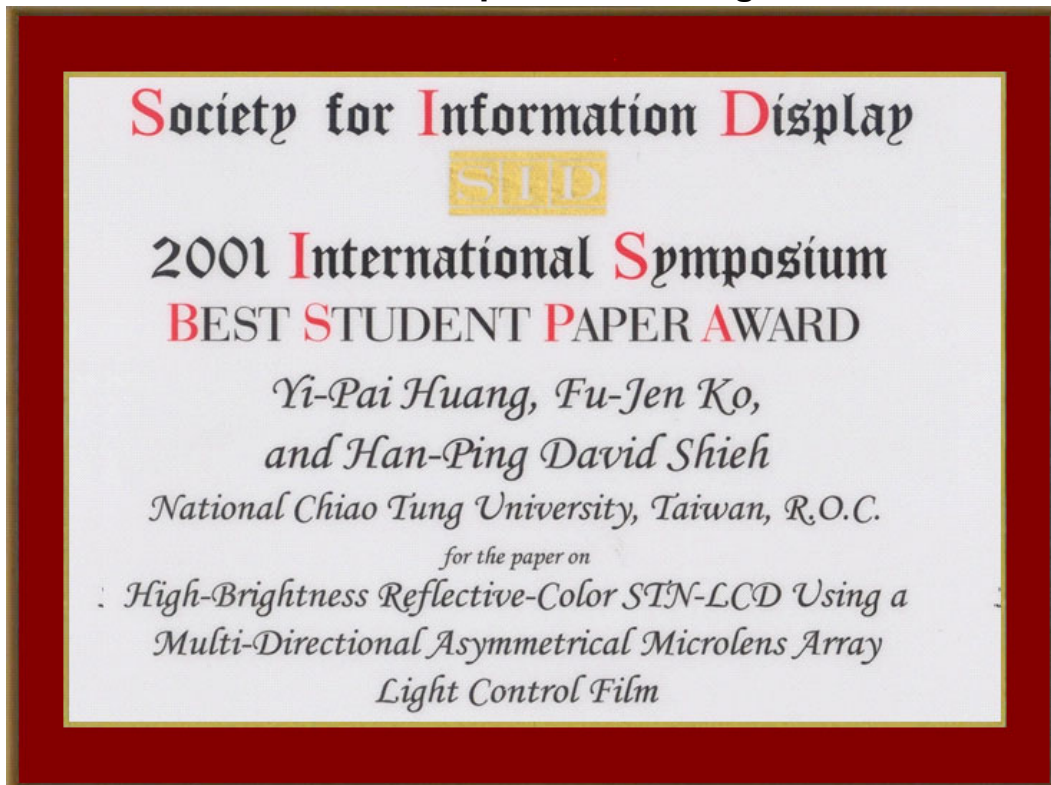 Society for Information Display
SID
2001 International Symposium
BEST STUDENT PAPER AWARD
Yi-Pai Huang, Fu-Jen Ko,
and Han-Ping David Shieh
National Chiao Tung University, Taiwan, R.O.C.
for the paper on
High-Brightness Reflective-Color STN-LCD Using a
Multi-Directional Asymmetrical Microlens Array
Light Control Film